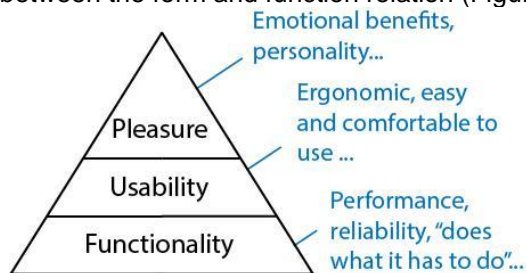 between the form and function relation (Figur
Emotional benefits,
personality...
Pleasure
Ergonomic, easy
and comfortable to
use ...
Usability
Performance,
reliability, “does
what it has to do”...
Functionality